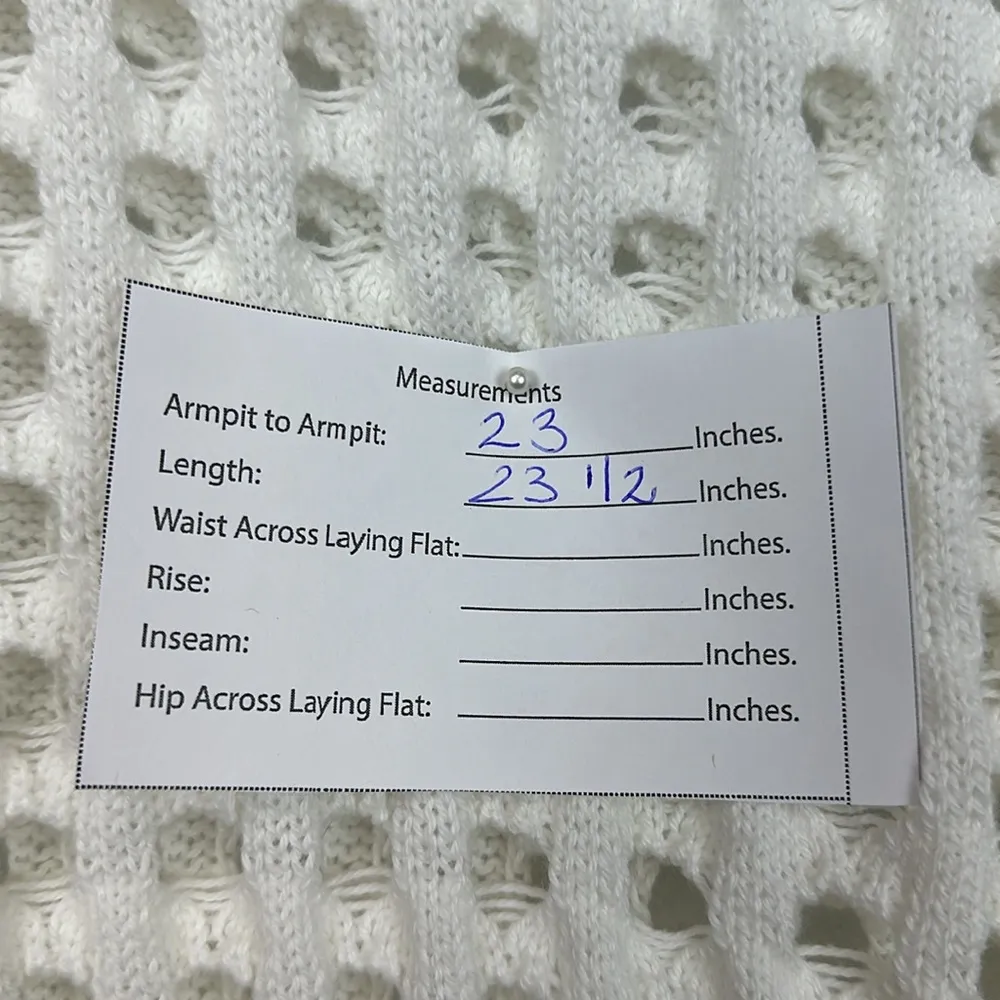 Measurements
Armpit to Armpit: 23 Inches.
Length: 23 1/2 Inches.
Waist Across Laying Flat: Inches.
Rise: Inches.
Inseam: Inches.
Hip Across Laying Flat: Inches.